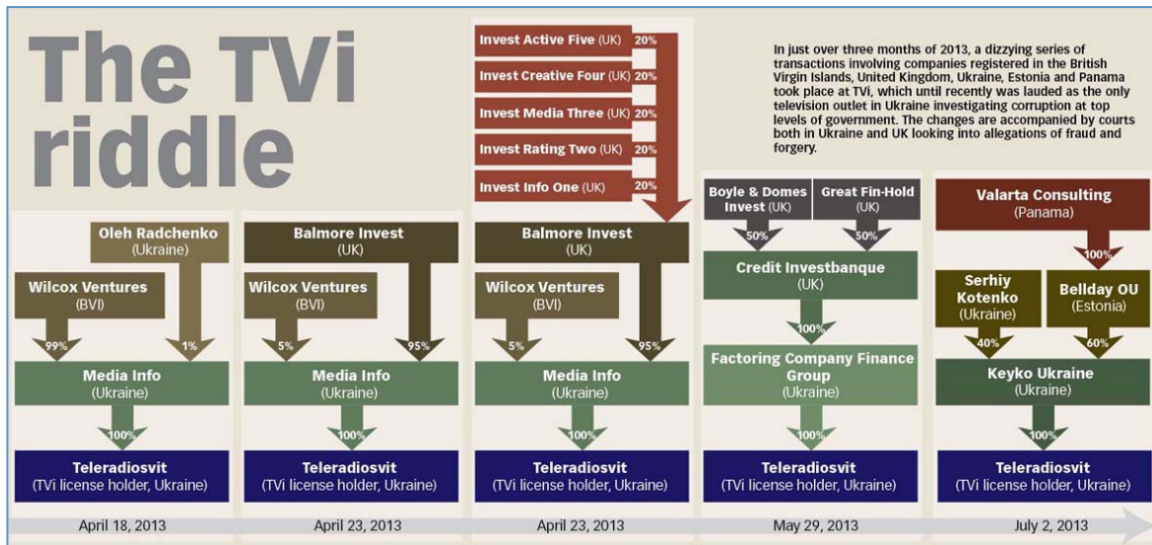 The TVi
riddle
In just over three months of 2013, a dizzying series of
transactions involving companies registered in the British
Virgin Islands, United Kingdom, Ukraine, Estonia and Panama
took place at TVi, which until recently was lauded as the only
television outlet in Ukraine investigating corruption at top
levels of government. The changes are accompanied by courts
both in Ukraine and UK looking into allegations of fraud and
forgery.
Oleh Radchenko
(Ukraine)
Wilcox Ventures
(BVI)
99%
1%
Media Info
(Ukraine)
100%
Teleradiosvit
(TVi license holder, Ukraine)
April 18, 2013
Balmore Invest
(UK)
Wilcox Ventures
(BVI)
5%
95%
Media Info
(Ukraine)
100%
Teleradiosvit
(TVi license holder, Ukraine)
April 23, 2013
Invest Active Five (UK) 20%
Invest Creative Four (UK) 20%
Invest Media Three (UK) 20%
Invest Rating Two (UK) 20%
Invest Info One (UK) 20%
Balmore Invest
(UK)
Wilcox Ventures
(BVI)
5%
95%
Media Info
(Ukraine)
100%
Teleradiosvit
(TVi license holder, Ukraine)
April 23, 2013
Boyle & Domes
Invest (UK)
Great Fin-Hold
(UK)
50%
50%
Credit Investbanque
(UK)
100%
Factoring Company Finance
Group
(Ukraine)
100%
Teleradiosvit
(TVi license holder, Ukraine)
May 29, 2013
Valarta Consulting
(Panama)
100%
Serhiy
Kotenko
(Ukraine)
Bellday OU
(Estonia)
40%
60%
Keyko Ukraine
(Ukraine)
100%
Teleradiosvit
(TVi license holder, Ukraine)
July 2, 2013